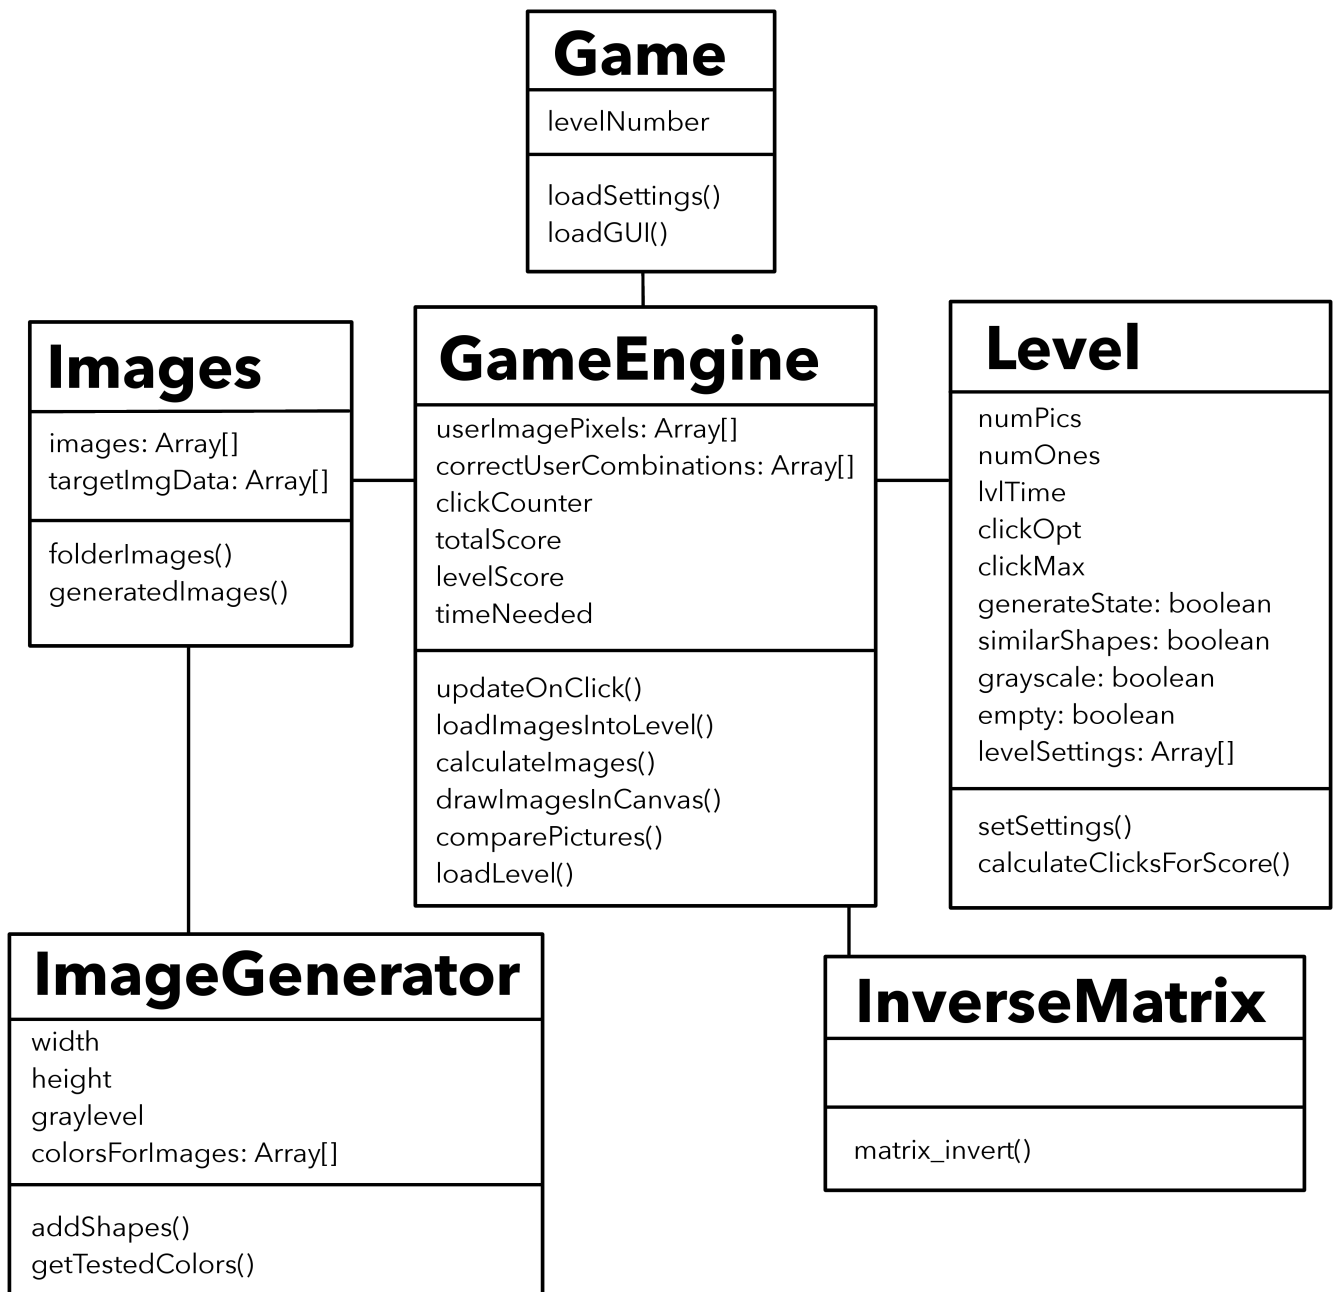 Game
levelNumber
loadSettings()
loadGUI()
Images
images: Array[]
targetImgData: Array[]
folderImages()
generatedImages()
GameEngine
userImagePixels: Array[]
correctUserCombinations: Array[]
clickCounter
totalScore
levelScore
timeNeeded
updateOnClick()
loadImagesIntoLevel()
calculateImages()
drawImagesInCanvas()
comparePictures()
loadLevel()
Level
numPics
numOnes
lvlTime
clickOpt
clickMax
generateState: boolean
similarShapes: boolean
grayscale: boolean
empty: boolean
levelSettings: Array[]
setSettings()
calculateClicksForScore()
ImageGenerator
width
height
graylevel
colorsForImages: Array[]
addShapes()
getTestedColors()
InverseMatrix
matrix_invert()